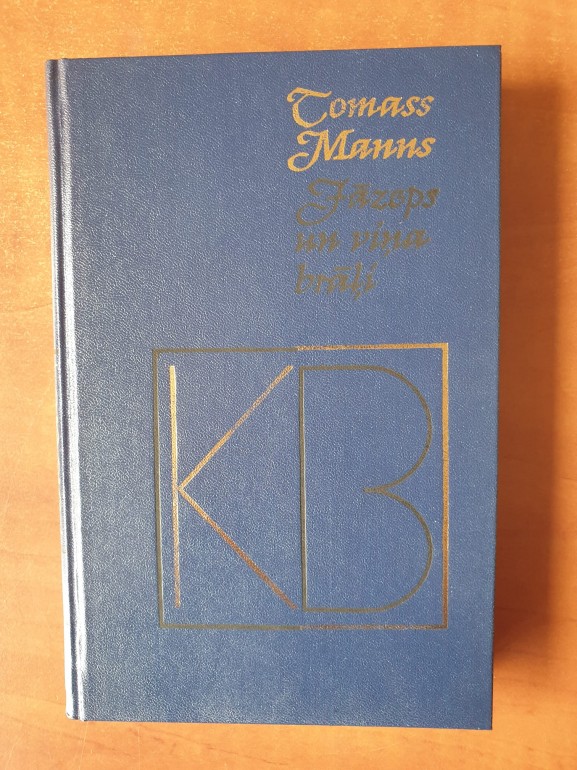 Tomass
Manns
Jāzeps
un viņa
brāļi
KB